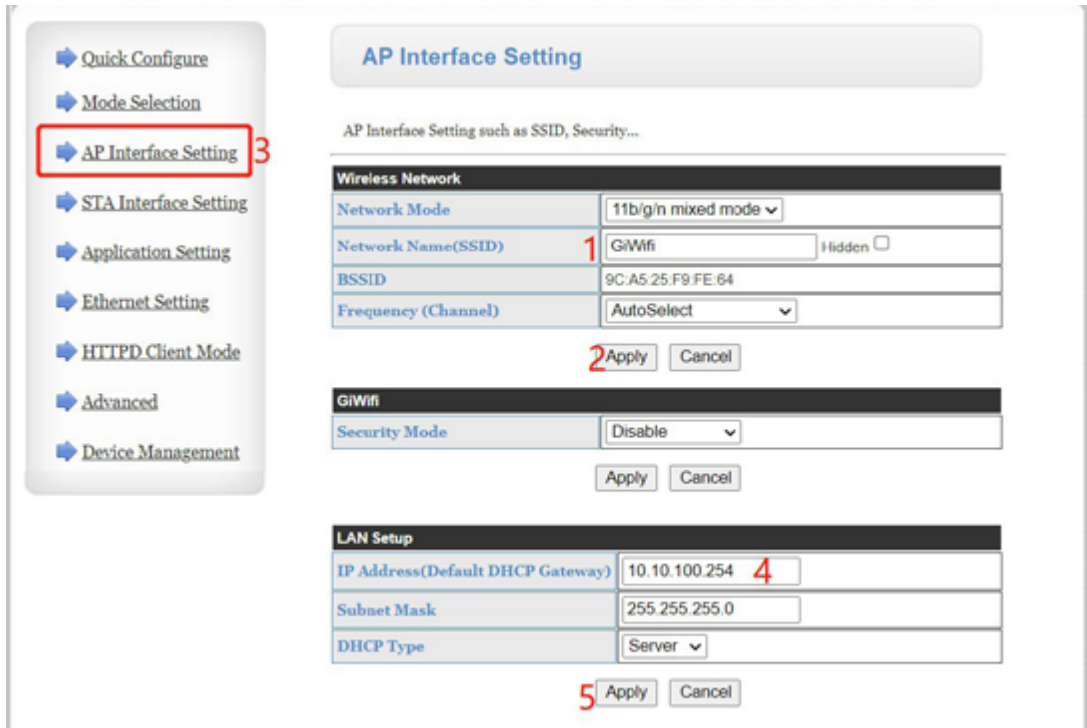 Quick Configure
Mode Selection
AP Interface Setting 3
STA Interface Setting
Application Setting
Ethernet Setting
HTTPD Client Mode
Advanced
Device Management
AP Interface Setting
AP Interface Setting such as SSID, Security...
Wireless Network
Network Mode 11b/g/n mixed mode
Network Name(SSID) 1 GiWifi Hidden
BSSID 9C:A5:25:F9:FE:64
Frequency (Channel) AutoSelect
2 Apply Cancel
GiWifi
Security Mode Disable
Apply Cancel
LAN Setup
IP Address(Default DHCP Gateway) 10.10.100.254 4
Subnet Mask 255.255.255.0
DHCP Type Server
5 Apply Cancel